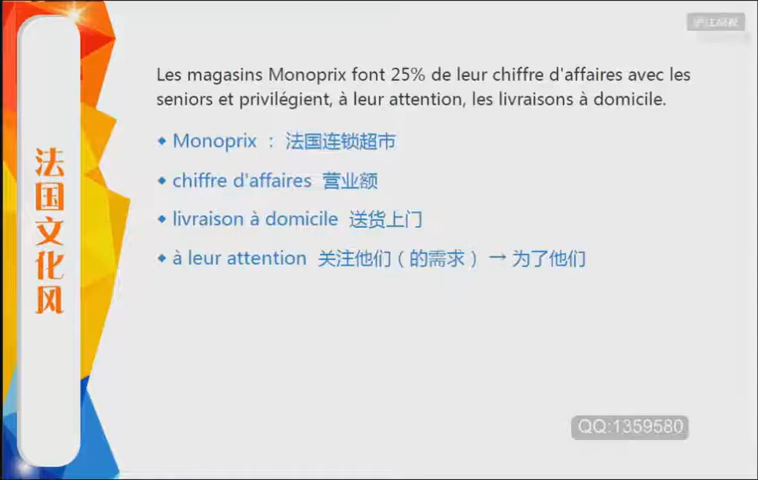 Les magasins Monoprix font 25% de leur chiffre d'affaires avec les
seniors et privilégient, à leur attention, les livraisons à domicile.
◆ Monoprix ： 法国连锁超市
◆ chiffre d'affaires 营业额
◆ livraison à domicile 送货上门
◆ à leur attention 关注他们（的需求）→ 为了他们
法国文化风
QQ:1359580